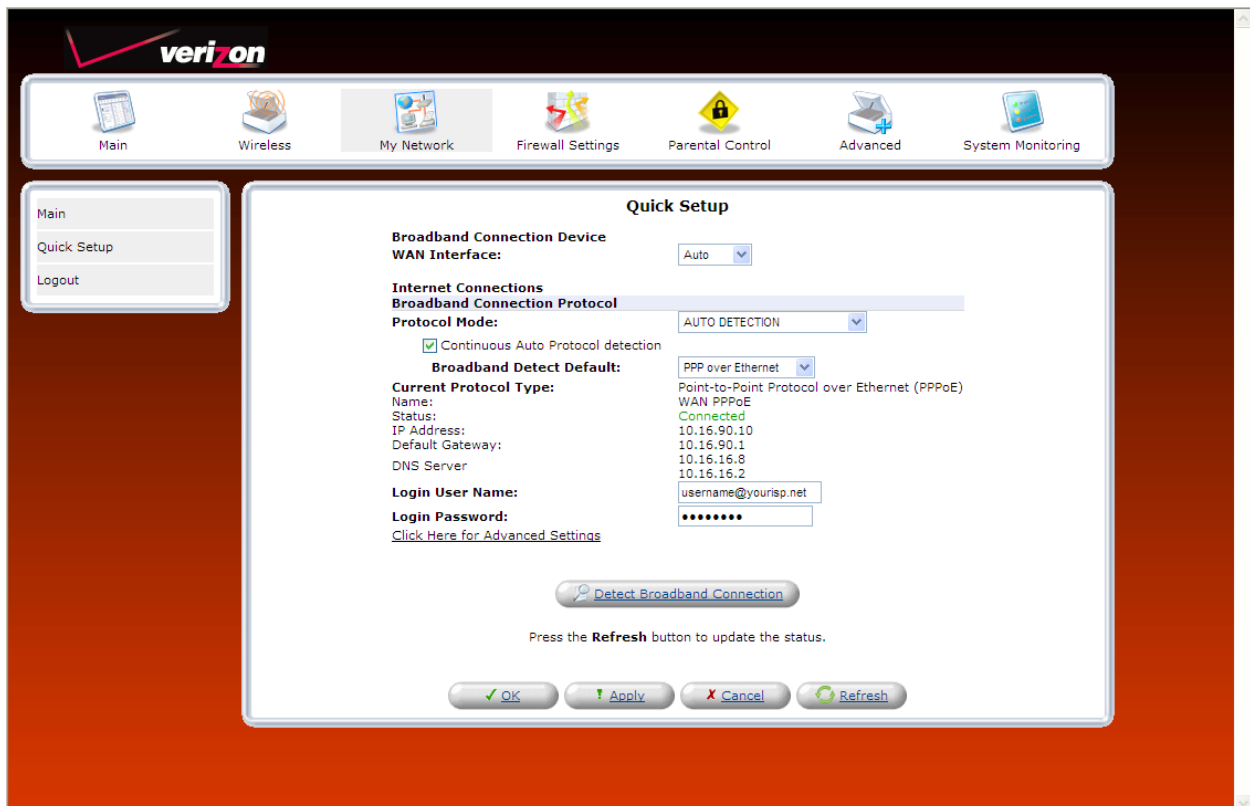 verizon
Main
Wireless
My Network
Firewall Settings
Parental Control
Advanced
System Monitoring
Main
Quick Setup
Logout
Quick Setup
Broadband Connection Device
WAN Interface: Auto
Internet Connections
Broadband Connection Protocol
Protocol Mode: AUTO DETECTION
Continuous Auto Protocol detection
Broadband Detect Default: PPP over Ethernet
Current Protocol Type: Point-to-Point Protocol over Ethernet (PPPoE)
Name: WAN PPPoE
Status: Connected
IP Address: 10.16.90.10
Default Gateway: 10.16.90.1
DNS Server 10.16.16.8
10.16.16.2
Login User Name: username@yourisp.net
Login Password: ••••••••
Click Here for Advanced Settings
Detect Broadband Connection
Press the Refresh button to update the status.
OK
Apply
Cancel
Refresh